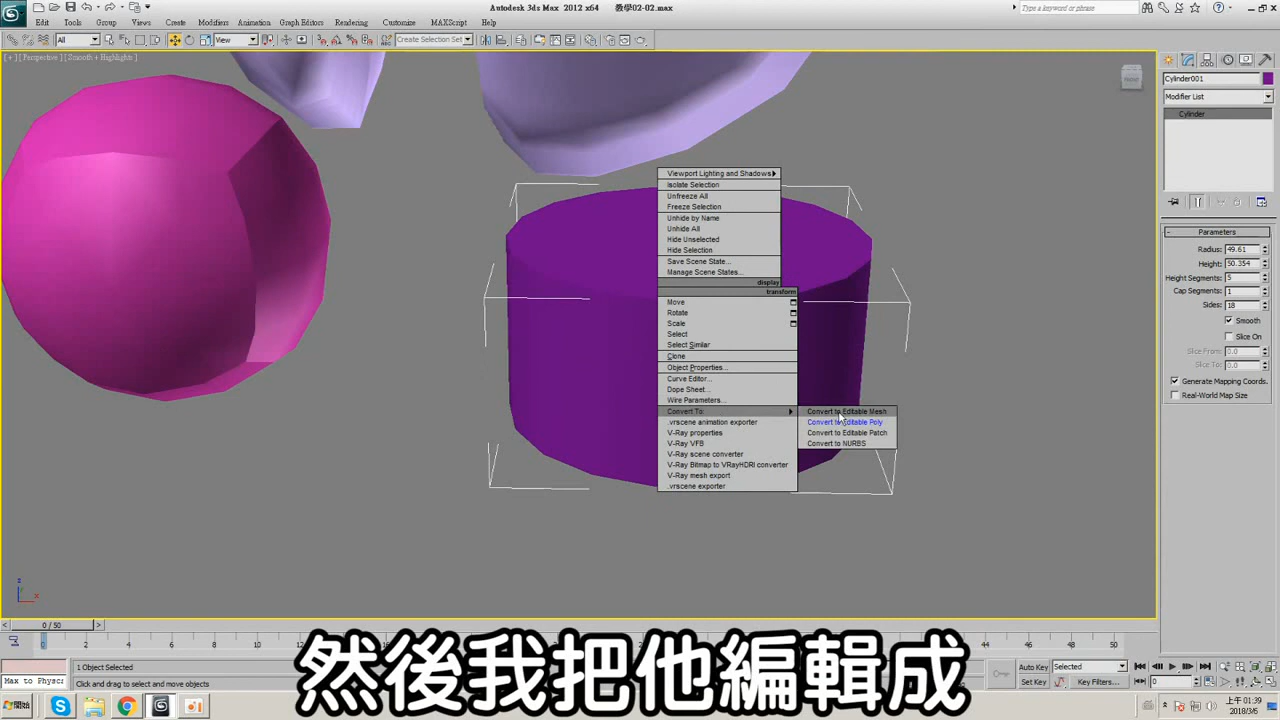 Autodesk 3ds Max 2012 x64 教學02-02.max
Type a keyword or phrase
Edit Tools Group Views Create Modifiers Animation Graph Editors Rendering Customize MAXScript Help
All
View
Create Selection Set
[ + ] [ Perspective ] [ Smooth + Highlights ]
Cylinder001
Modifier List
Cylinder
Parameters
Radius: 49.61
Height: 50.354
Height Segments: 5
Cap Segments: 1
Sides: 18
Smooth
Slice On
Slice From: 0.0
Slice To: 0.0
Generate Mapping Coords.
Real-World Map Size
Viewport Lighting and Shadows
Isolate Selection
Unfreeze All
Freeze Selection
Unhide by Name
Unhide All
Hide Unselected
Hide Selection
Save Scene State...
Manage Scene States...
display
transform
Move
Rotate
Scale
Select
Select Similar
Clone
Object Properties...
Curve Editor...
Dope Sheet...
Wire Parameters...
Convert To:
.vrscene animation exporter
V-Ray properties
V-Ray VFB
V-Ray scene converter
V-Ray Bitmap to VRayHDRI converter
V-Ray mesh export
.vrscene exporter
Convert to Editable Mesh
Convert to Editable Poly
Convert to Editable Patch
Convert to NURBS
z
x
0 / 50
0 2 4 6 8 10 12 44 46 48 50
1 Object Selected
Max to Physc
Click and drag to select and move objects
然後我把他編輯成
Auto Key Selected
Set Key Key Filters...
0
開始
上午 01:39
2018/3/6